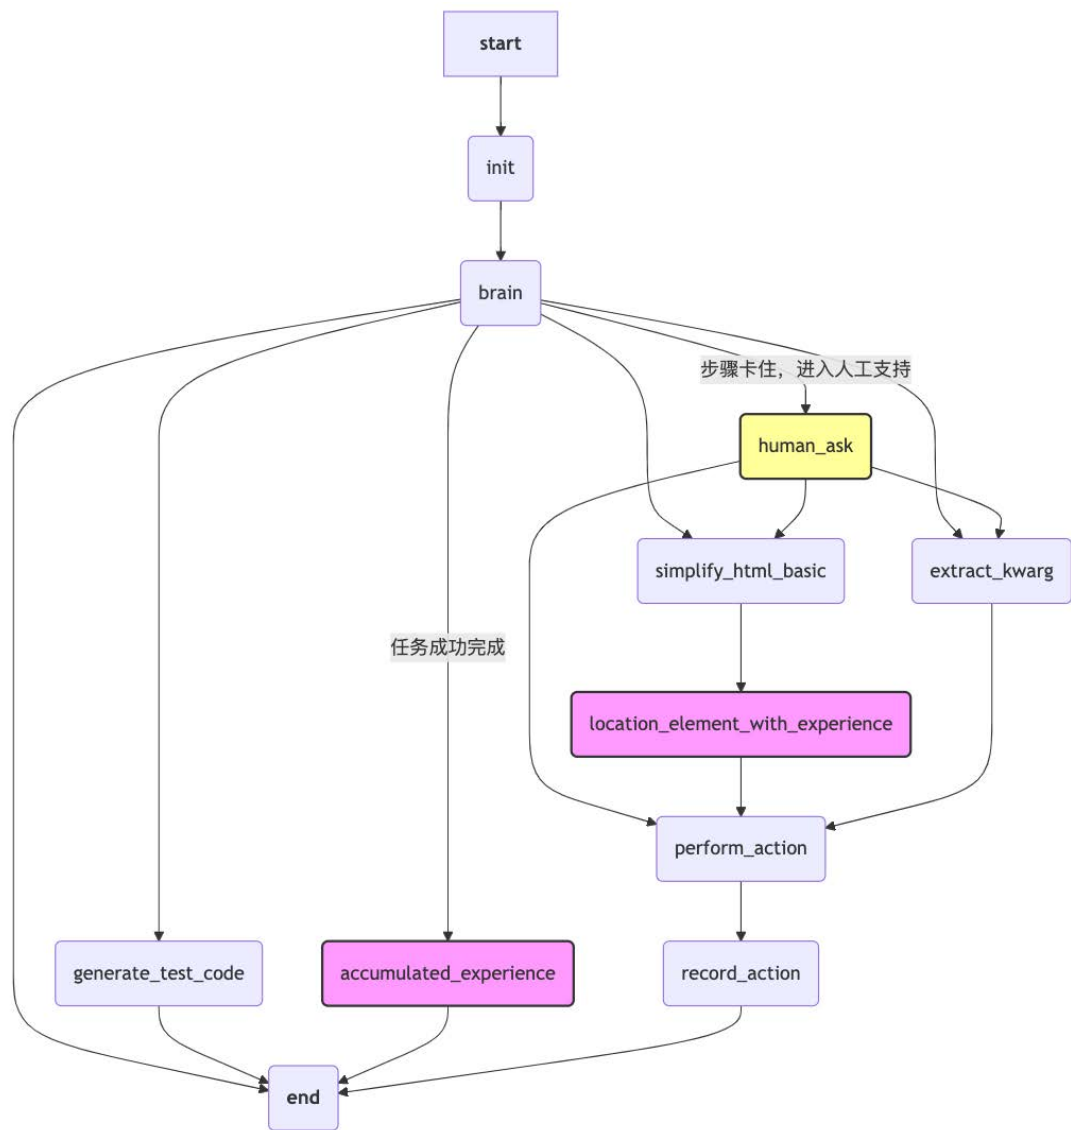 start
init
brain
步骤卡住，进入人工支持
human_ask
simplify_html_basic
extract_kwarg
任务成功完成
location_element_with_experience
perform_action
generate_test_code
accumulated_experience
record_action
end